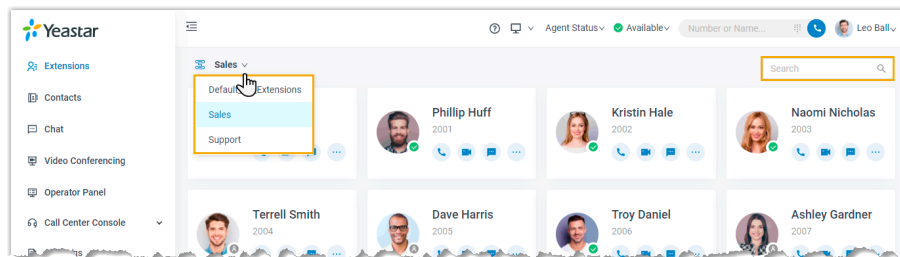 Yeastar
Agent Status
Available
Number or Name...
Leo Ball
Extensions
Contacts
Chat
Video Conferencing
Operator Panel
Call Center Console
Sales
Search
Extensions
Sales
Support
Phillip Huff
2001
Kristin Hale
2002
Naomi Nicholas
2003
Terrell Smith
2004
Dave Harris
2005
Troy Daniel
2006
Ashley Gardner
2007